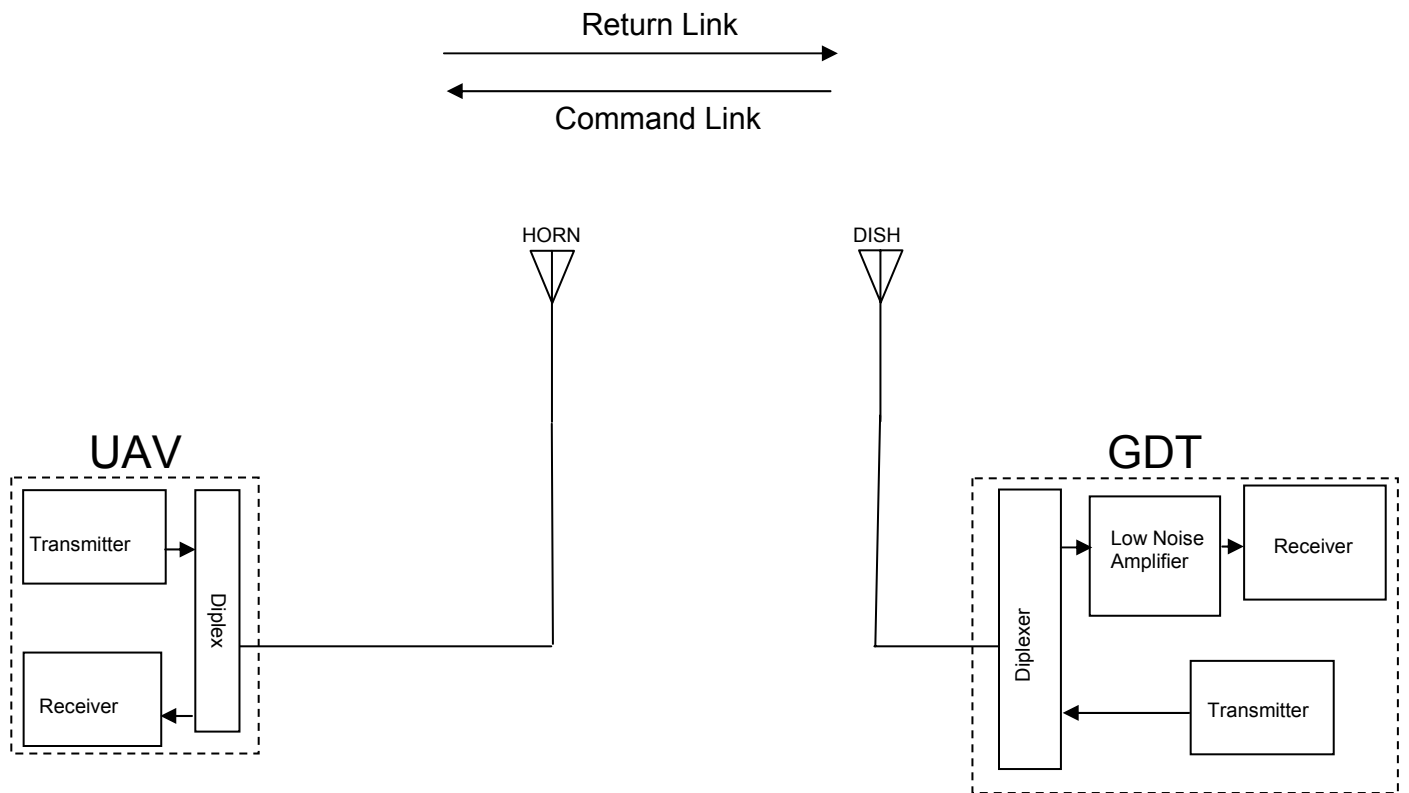 Return Link
Command Link
HORN
DISH
UAV
GDT
Transmitter
Diplex
Receiver
Diplexer
Low Noise
Amplifier
Receiver
Transmitter